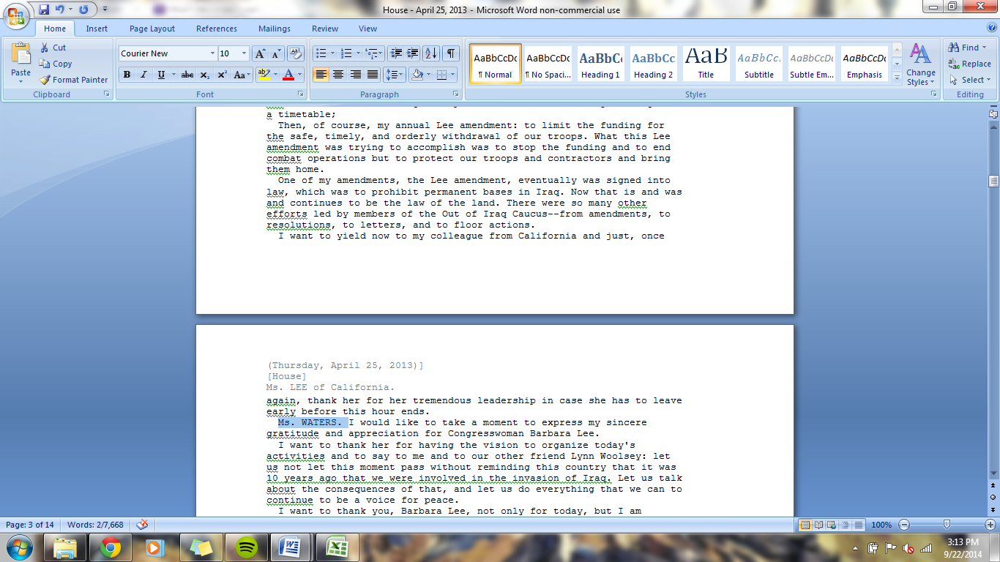 House - April 25, 2013 - Microsoft Word non-commercial use
Home Insert Page Layout References Mailings Review View
Paste
Cut
Copy
Format Painter
Clipboard
Courier New 10
Font
Paragraph
AaBbCcDc AaBbCcDc AaBbC AaBbCc AaB AaBbCc. AaBbCcDc AaBbCcDc
¶ Normal ¶ No Spaci... Heading 1 Heading 2 Title Subtitle Subtle Em... Emphasis
Change Styles
Styles
Find
Replace
Select
Editing
a timetable;
Then, of course, my annual Lee amendment: to limit the funding for
the safe, timely, and orderly withdrawal of our troops. What this Lee
amendment was trying to accomplish was to stop the funding and to end
combat operations but to protect our troops and contractors and bring
them home.
One of my amendments, the Lee amendment, eventually was signed into
law, which was to prohibit permanent bases in Iraq. Now that is and was
and continues to be the law of the land. There were so many other
efforts led by members of the Out of Iraq Caucus--from amendments, to
resolutions, to letters, and to floor actions.
I want to yield now to my colleague from California and just, once
(Thursday, April 25, 2013)]
[House]
Ms. LEE of California.
again, thank her for her tremendous leadership in case she has to leave
early before this hour ends.
Ms. WATERS. I would like to take a moment to express my sincere
gratitude and appreciation for Congresswoman Barbara Lee.
I want to thank her for having the vision to organize today's
activities and to say to me and to our other friend Lynn Woolsey: let
us not let this moment pass without reminding this country that it was
10 years ago that we were involved in the invasion of Iraq. Let us talk
about the consequences of that, and let us do everything that we can to
continue to be a voice for peace.
I want to thank you, Barbara Lee, not only for today, but I am
Page: 3 of 14 Words: 2/7,668 100%
3:13 PM
9/22/2014